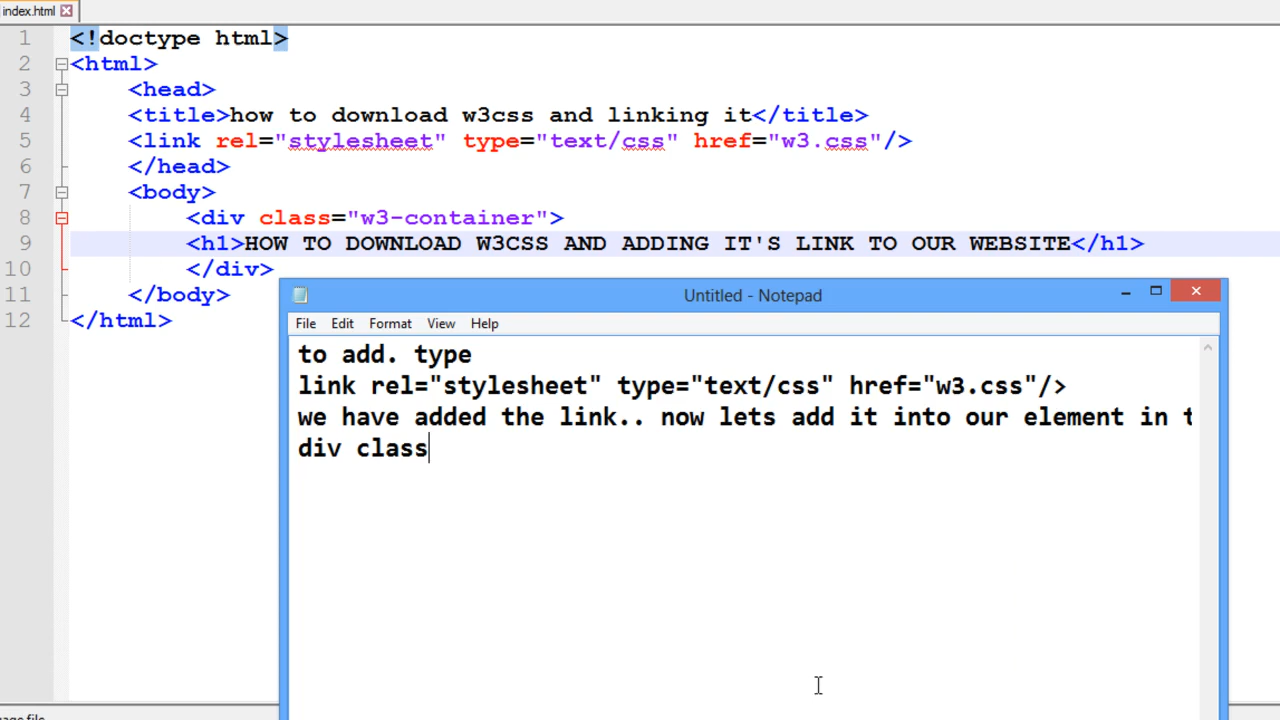 index.html
1 <!doctype html>
2 <html>
3 <head>
4 <title>how to download w3css and linking it</title>
5 <link rel="stylesheet" type="text/css" href="w3.css"/>
6 </head>
7 <body>
8 <div class="w3-container">
9 <h1>HOW TO DOWNLOAD W3CSS AND ADDING IT'S LINK TO OUR WEBSITE</h1>
10 </div>
11 </body>
12 </html>
Untitled - Notepad
File Edit Format View Help
to add. type
link rel="stylesheet" type="text/css" href="w3.css"/>
we have added the link.. now lets add it into our element in t
div class
file